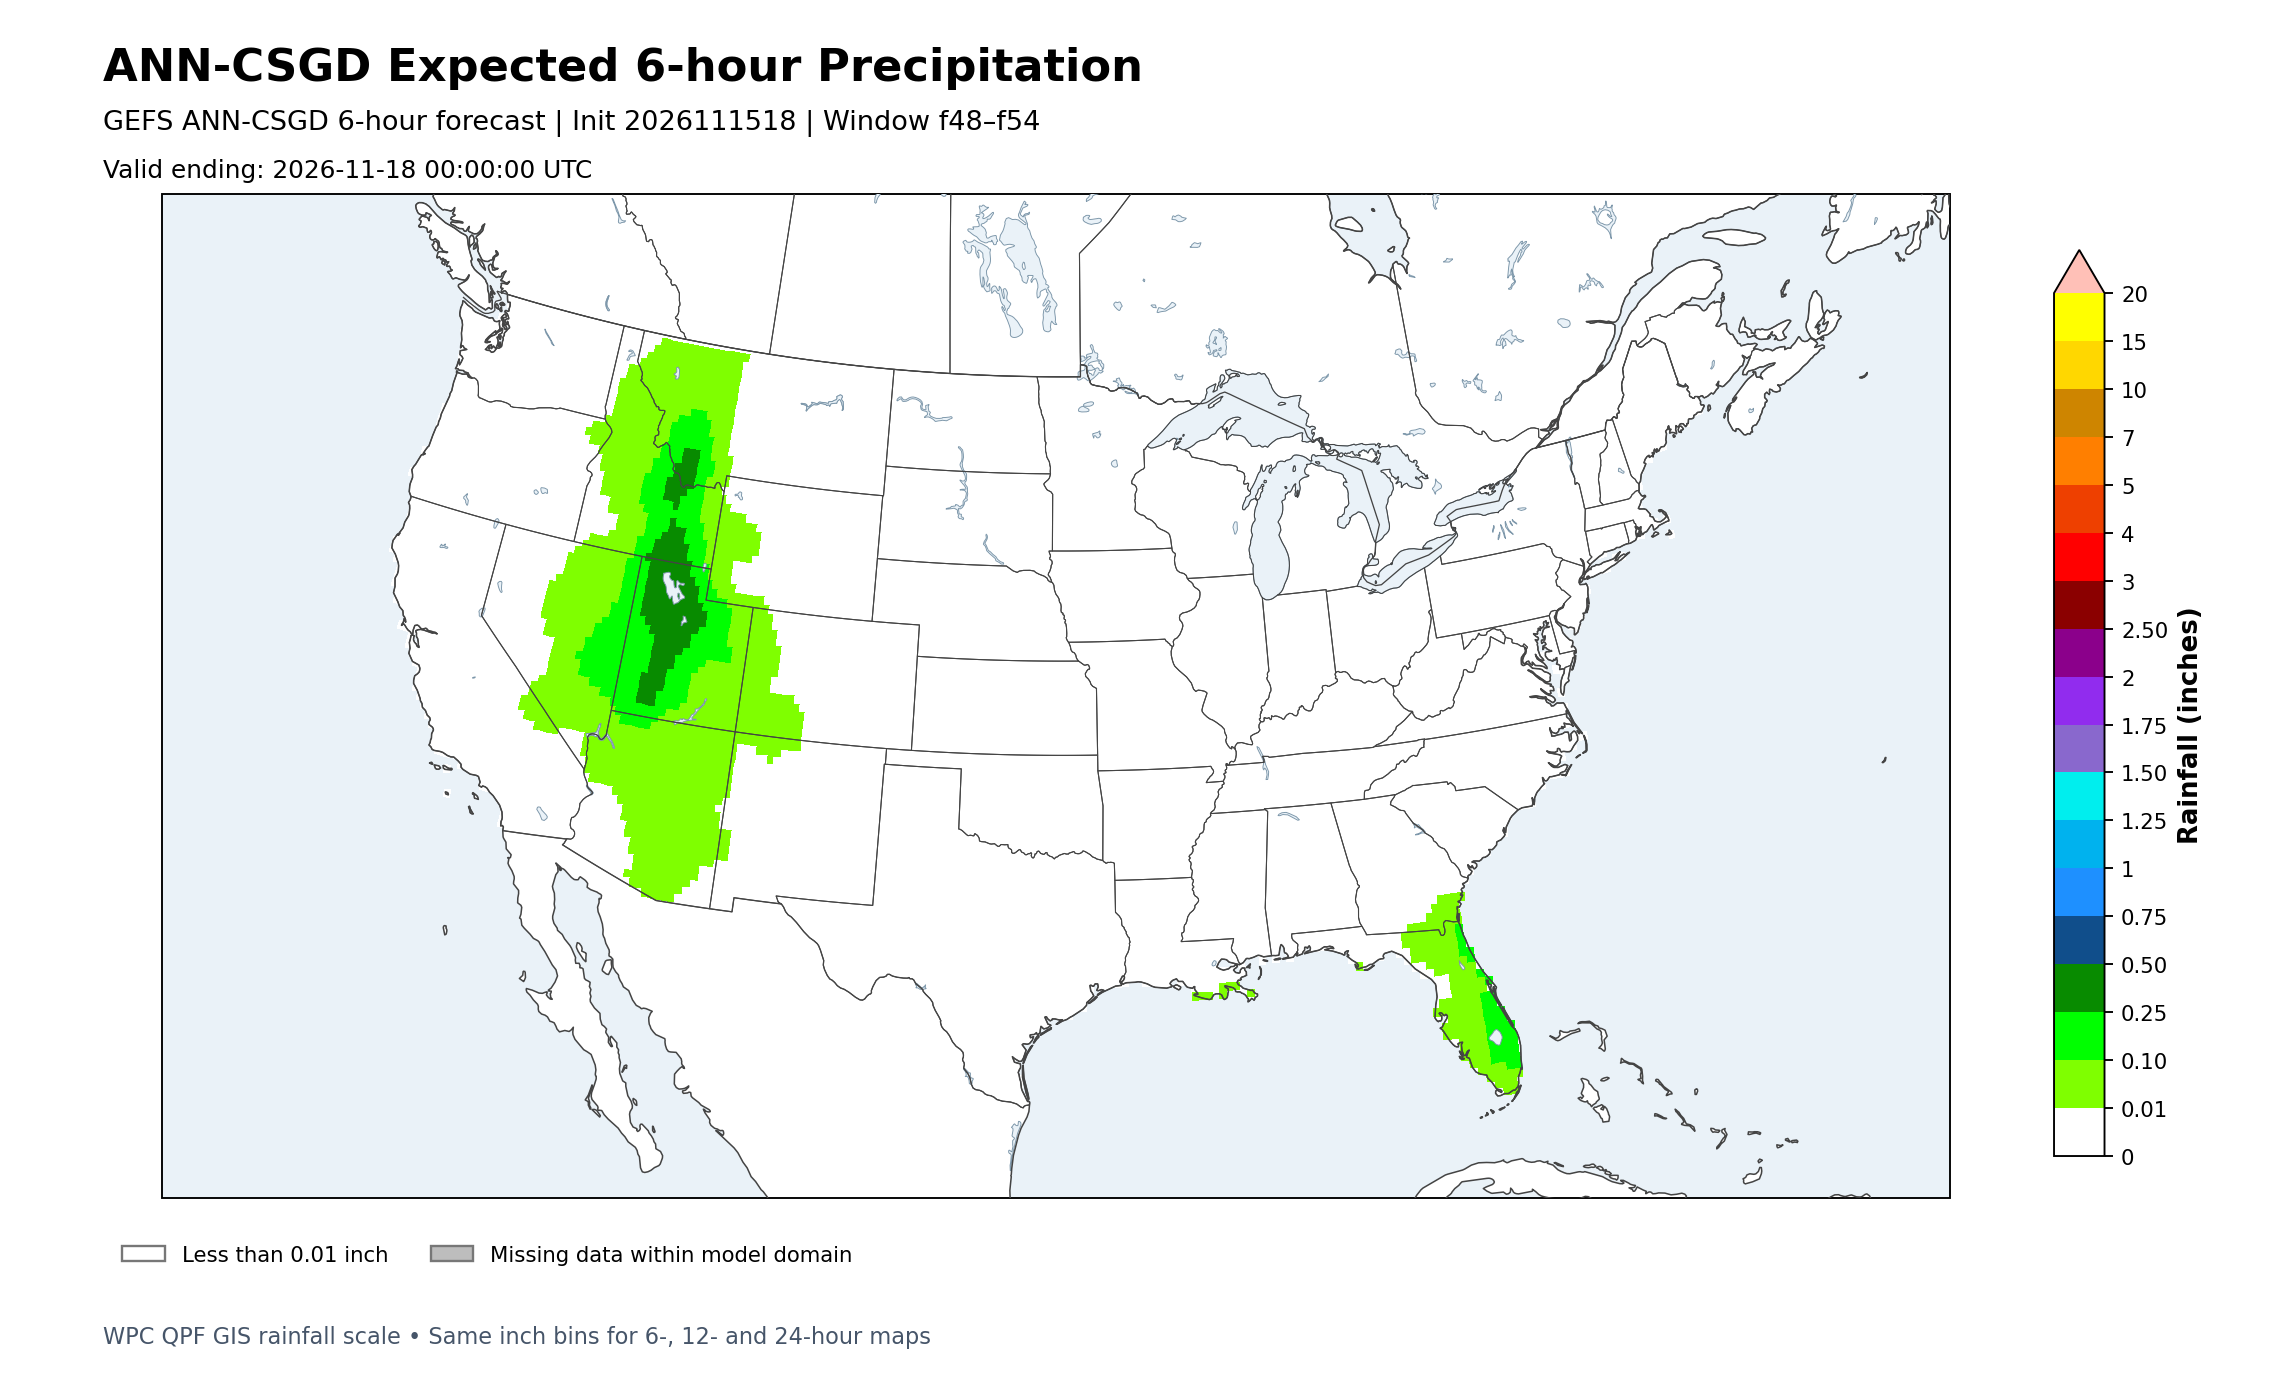 ANN-CSGD Expected 6-hour Precipitation
GEFS ANN-CSGD 6-hour forecast | Init 2026111518 | Window f48–f54
Valid ending: 2026-11-18 00:00:00 UTC
20
15
10
7
5
4
3
2.50
2
1.75
1.50
1.25
1
0.75
0.50
0.25
0.10
0.01
0
Rainfall (inches)
Less than 0.01 inch
Missing data within model domain
WPC QPF GIS rainfall scale • Same inch bins for 6-, 12- and 24-hour maps